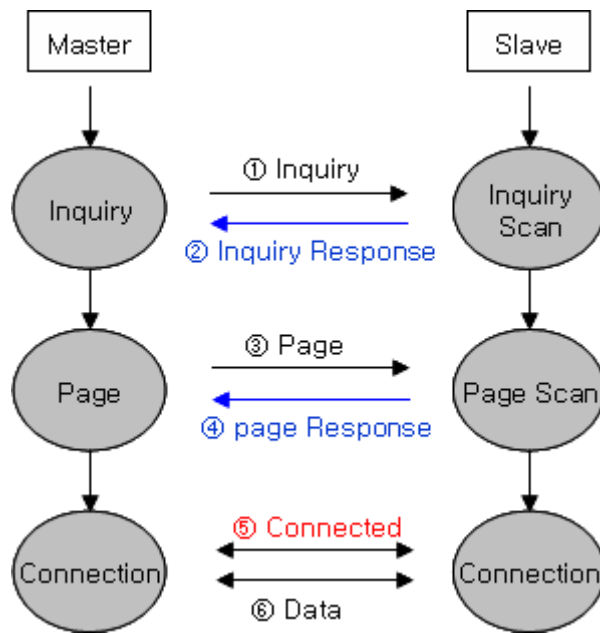 Master
Slave
① Inquiry
Inquiry
Inquiry
Scan
② Inquiry Response
③ Page
Page
Page Scan
④ page Response
⑤ Connected
Connection
Connection
⑥ Data